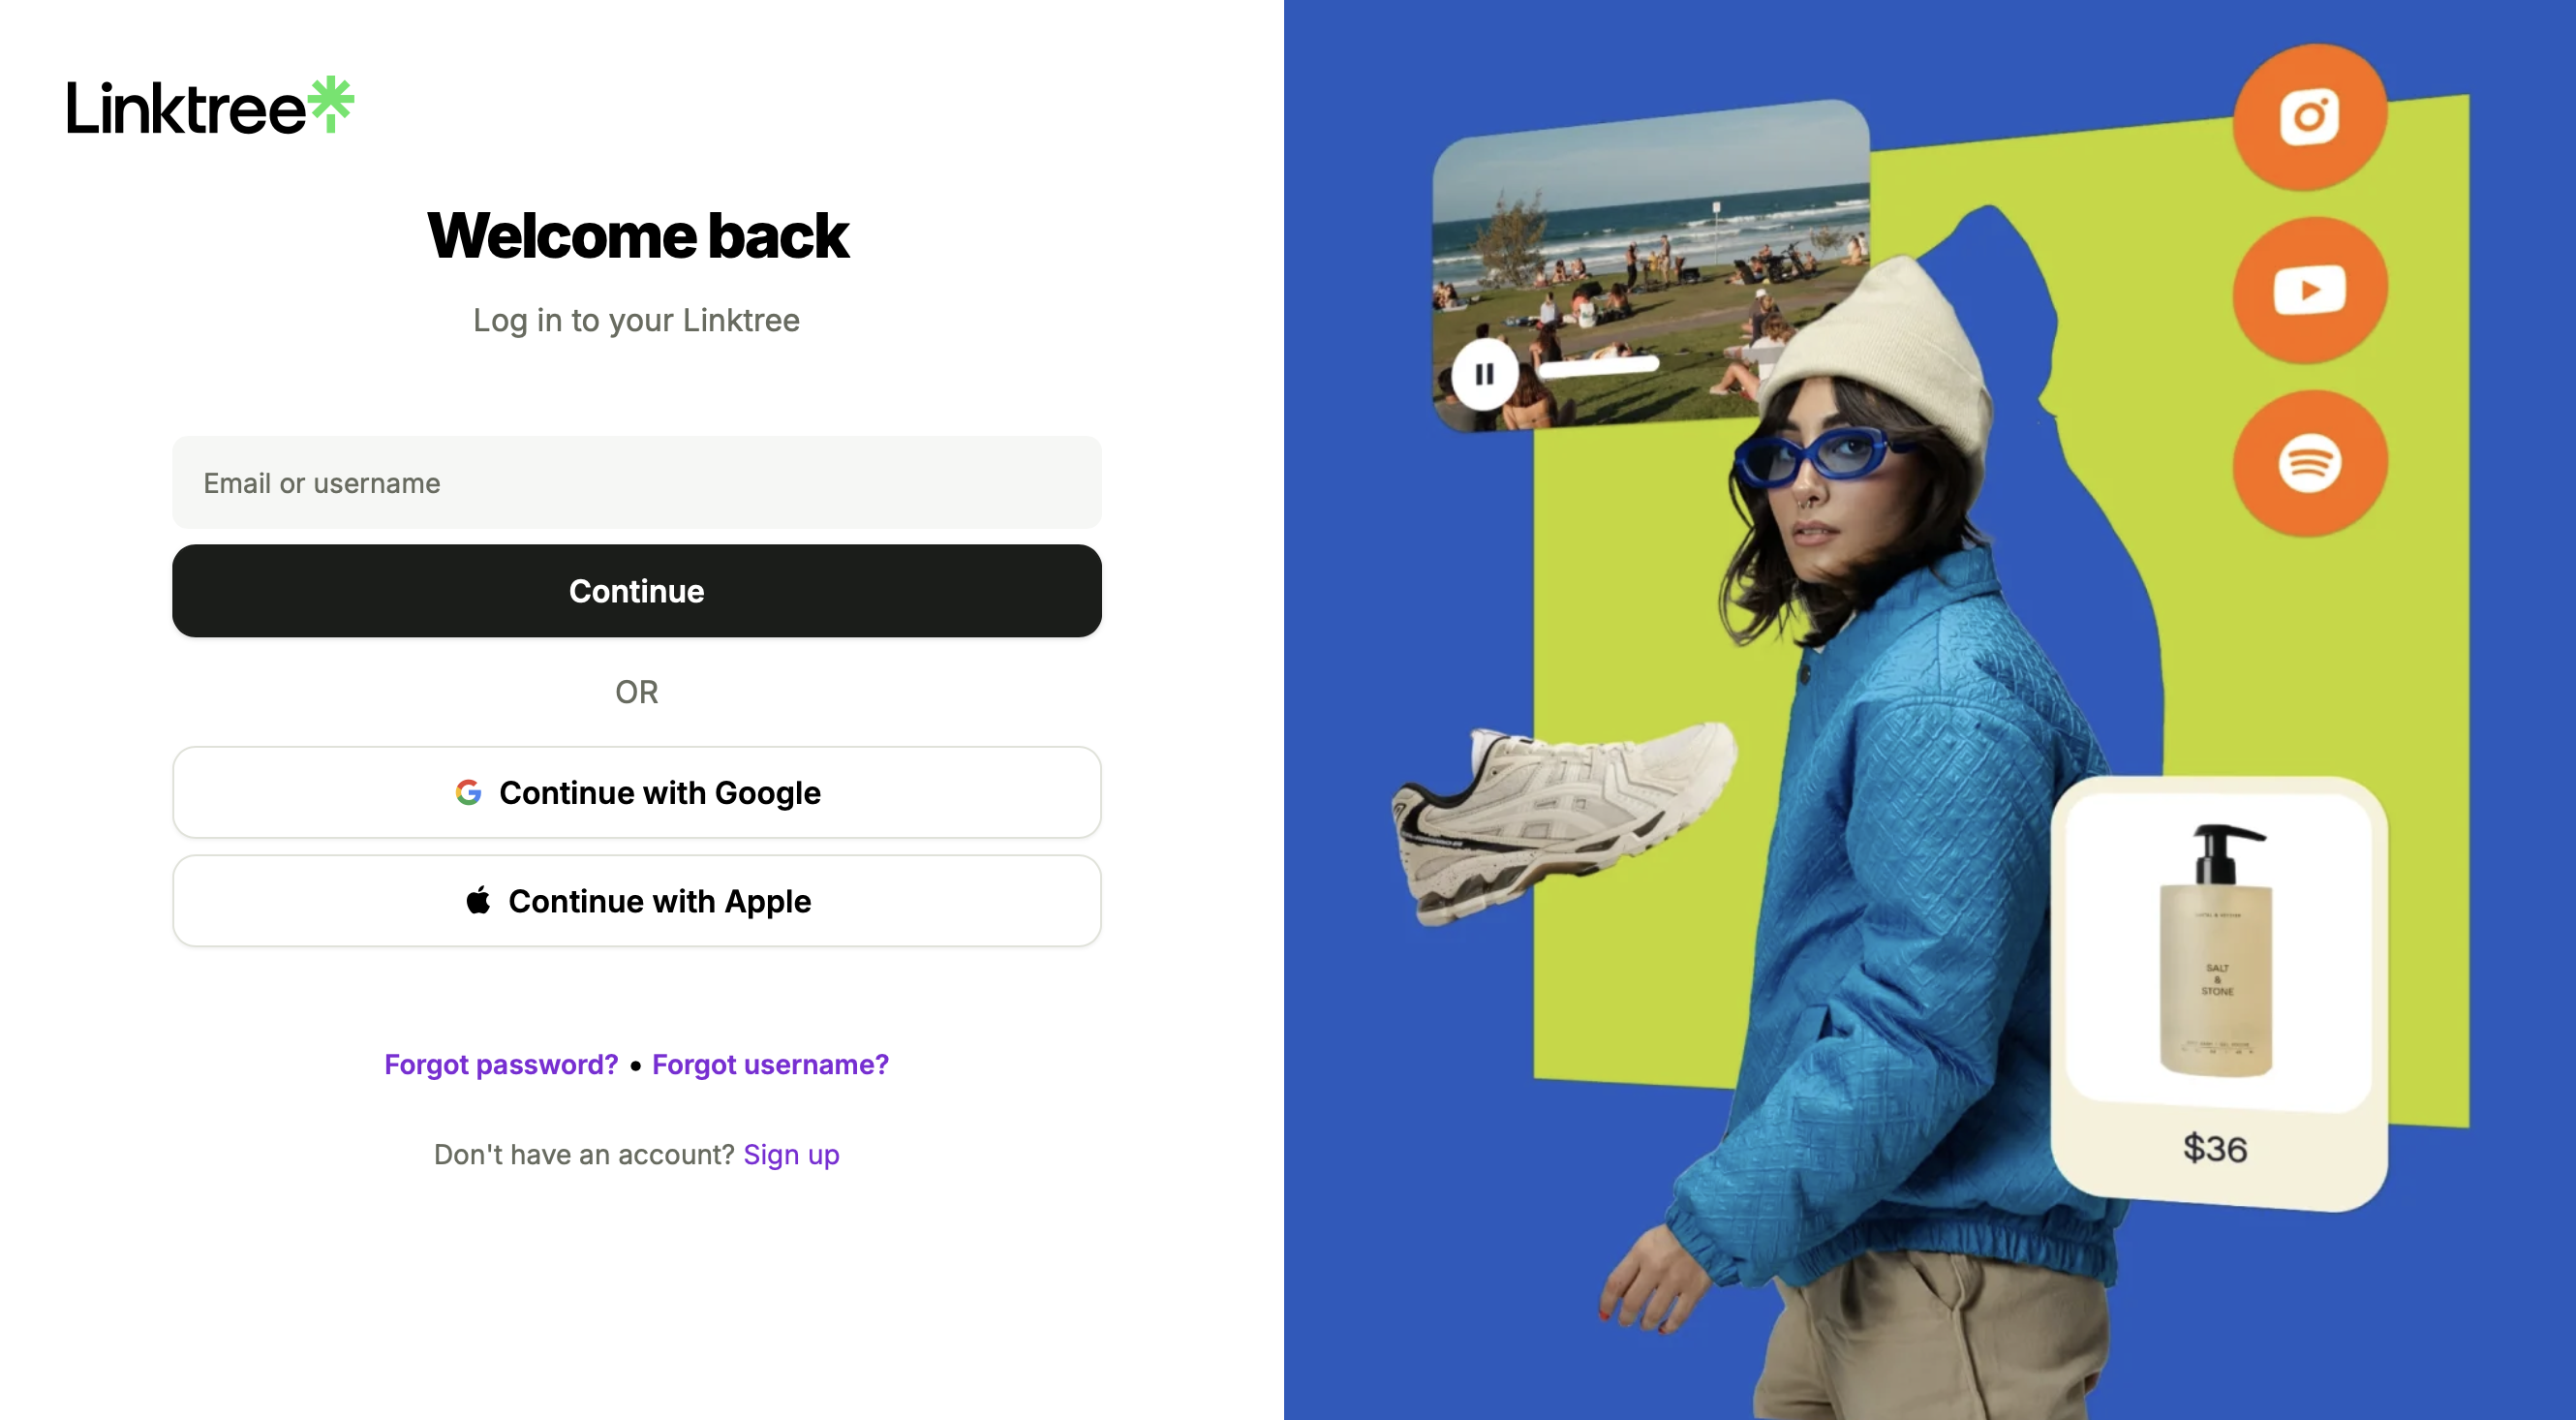 Linktree
Welcome back
Log in to your Linktree
Email or username
Continue
OR
Continue with Google
Continue with Apple
Forgot password? • Forgot username?
Don't have an account? Sign up
SALT
&
STONE
$36